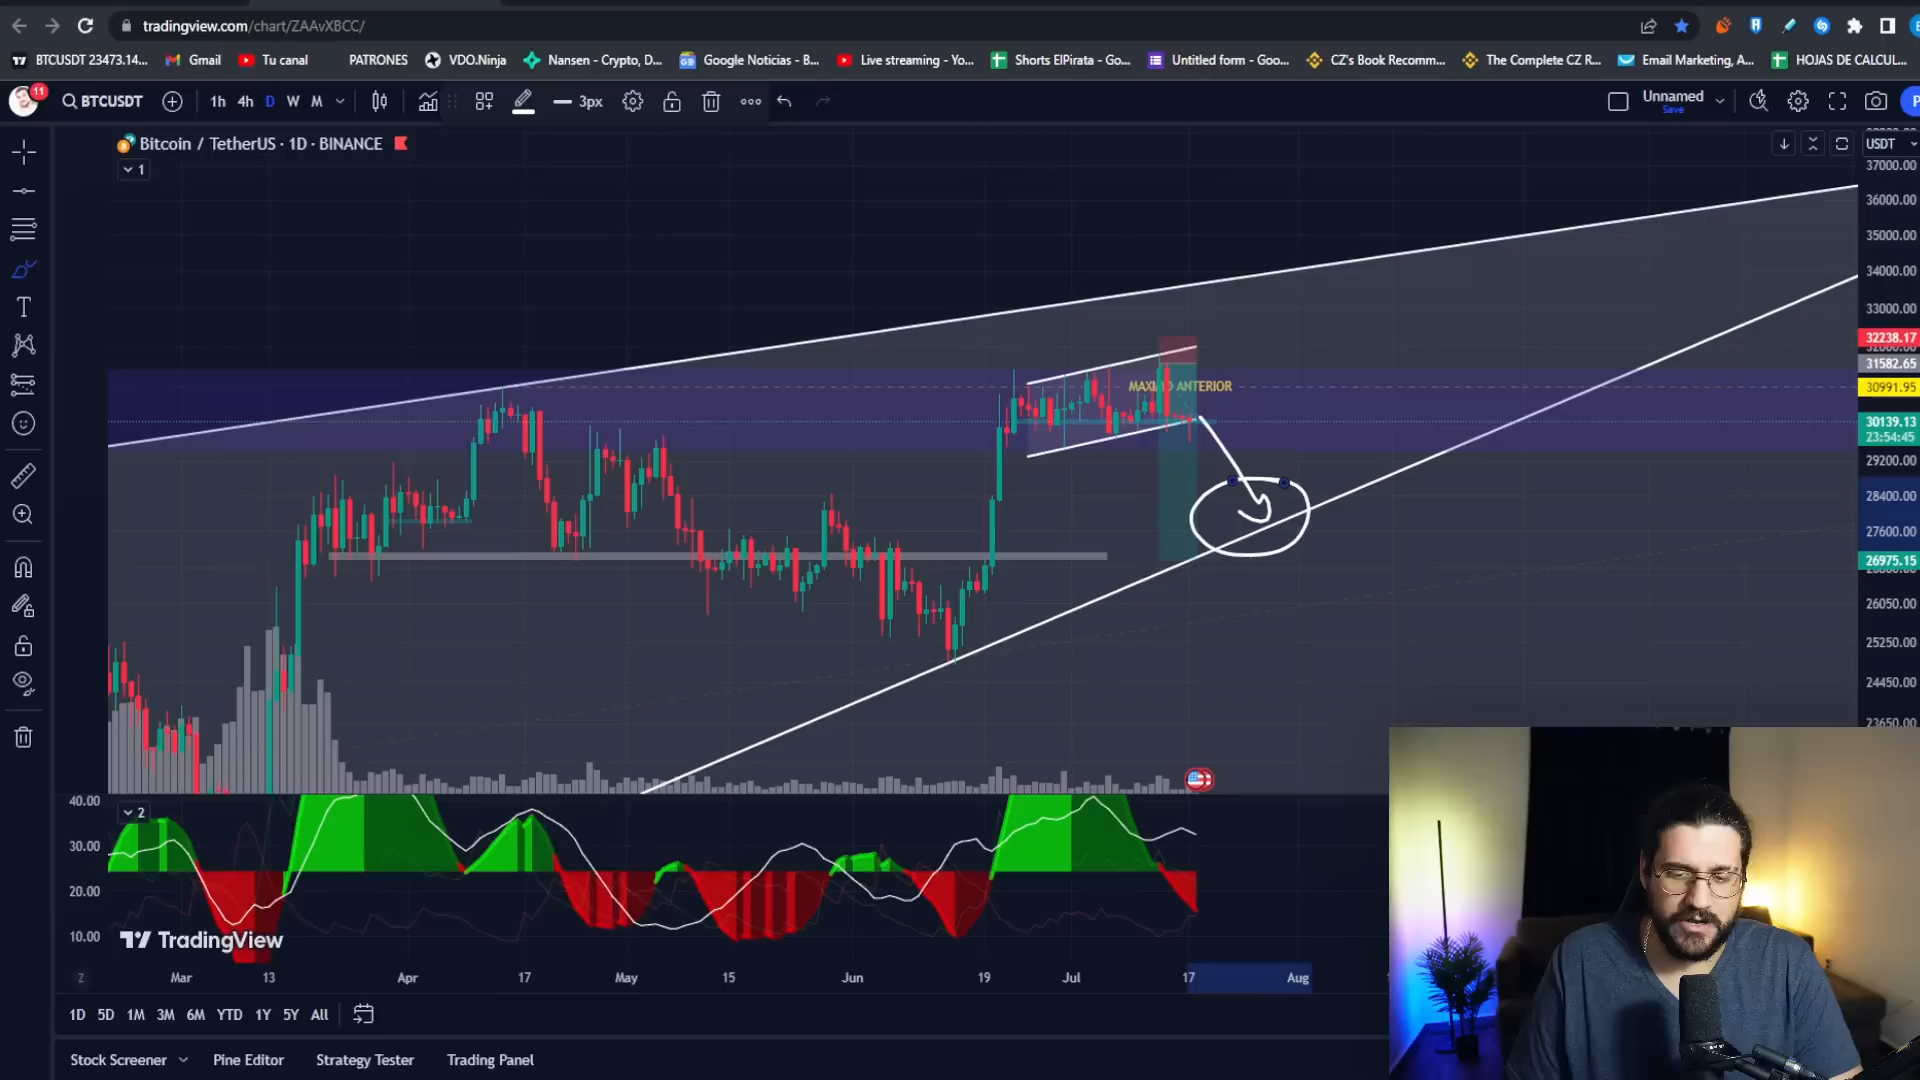 tradingview.com/chart/ZAAvXBCC/
BTCUSDT 23473.14... Gmail Tu canal PATRONES VDO.Ninja Nansen - Crypto, D... Google Noticias - B... Live streaming - Yo... Shorts ElPirata - Go... Untitled form - Goo... CZ's Book Recomm... The Complete CZ R... Email Marketing, A... HOJAS DE CALCUL...
11 BTCUSDT 1h 4h D W M 3px Unnamed
Save
Bitcoin / TetherUS · 1D · BINANCE USDT
1
37000.00
36000.00
35000.00
34000.00
33000.00
32238.17
31582.65
MAXI O ANTERIOR 30991.95
30139.13
23:54:45
29200.00
28400.00
27600.00
26975.15
26050.00
25250.00
24450.00
23650.00
40.00 2
30.00
20.00
10.00 TradingView
Z Mar 13 Apr 17 May 15 Jun 19 Jul 17 Aug
1D 5D 1M 3M 6M YTD 1Y 5Y All
Stock Screener Pine Editor Strategy Tester Trading Panel